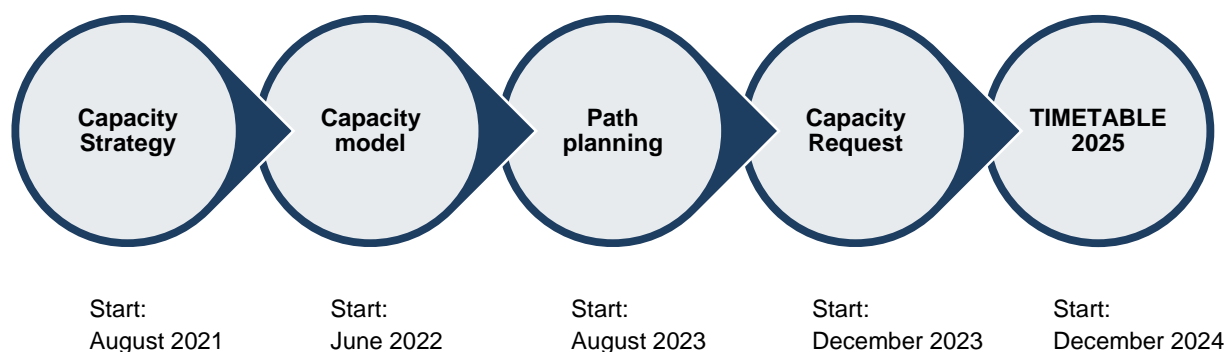 Capacity
Strategy
Capacity
model
Path
planning
Capacity
Request
TIMETABLE
2025
Start:
August 2021
Start:
June 2022
Start:
August 2023
Start:
December 2023
Start:
December 2024